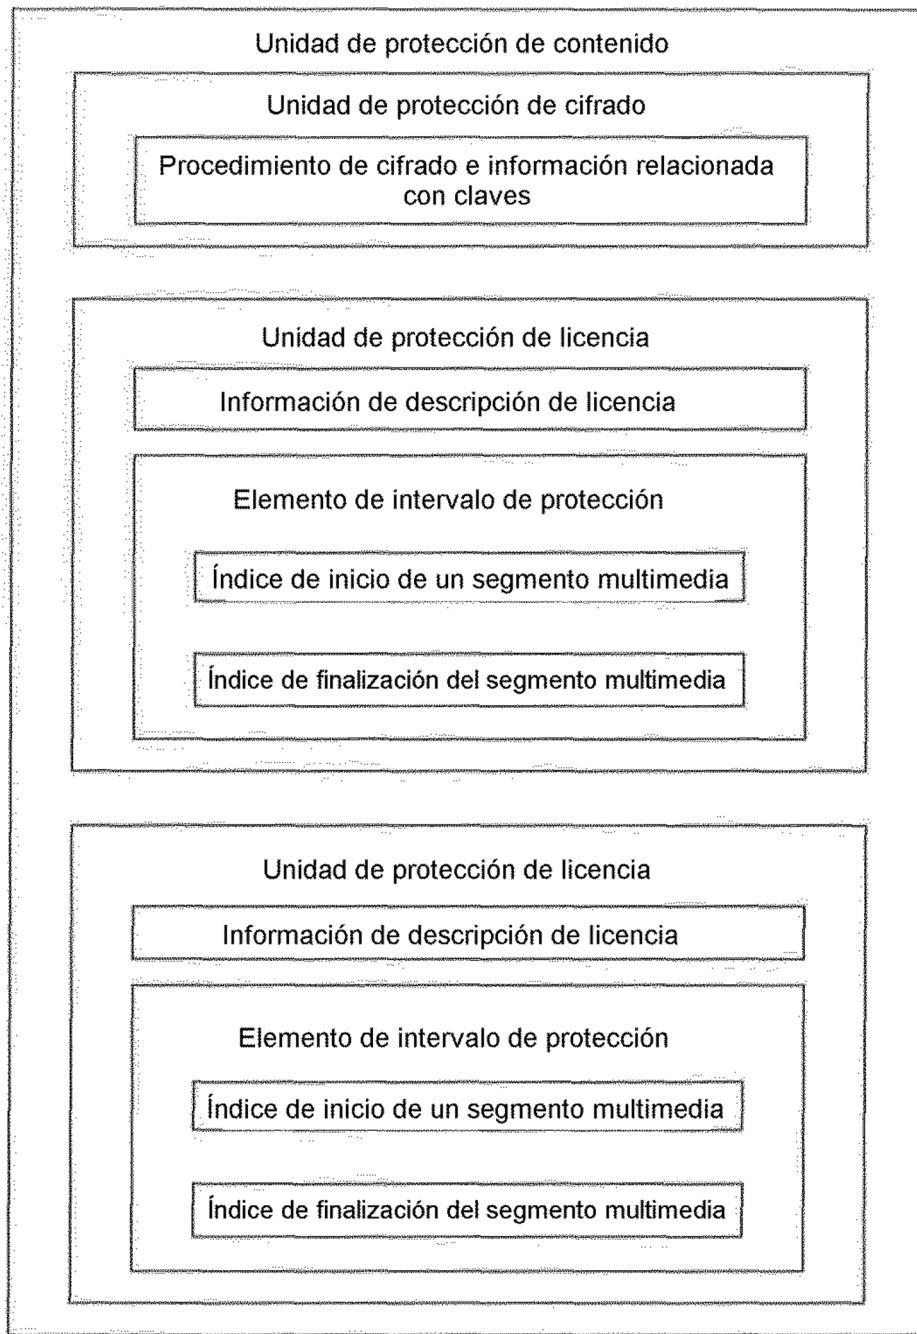 Unidad de protección de contenido
Unidad de protección de cifrado
Procedimiento de cifrado e información relacionada
con claves
Unidad de protección de licencia
Información de descripción de licencia
Elemento de intervalo de protección
Índice de inicio de un segmento multimedia
Índice de finalización del segmento multimedia
Unidad de protección de licencia
Información de descripción de licencia
Elemento de intervalo de protección
Índice de inicio de un segmento multimedia
Índice de finalización del segmento multimedia